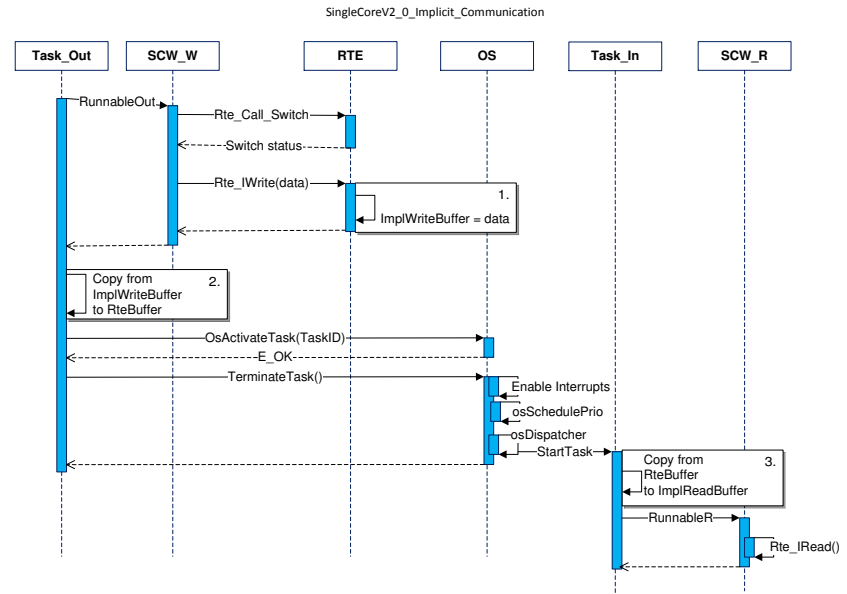 SingleCoreV2_0_Implicit_Communication
Task_Out
SCW_W
RTE
OS
Task_In
SCW_R
RunnableOut
Rte_Call_Switch
Switch status
Rte_IWrite(data)
1.
ImplWriteBuffer = data
Copy from
2.
ImplWriteBuffer
to RteBuffer
OsActivateTask(TaskID)
E_OK
TerminateTask()
Enable Interrupts
osSchedulePrio
osDispatcher
StartTask
Copy from
3.
RteBuffer
to ImplReadBuffer
RunnableR
Rte_IRead()